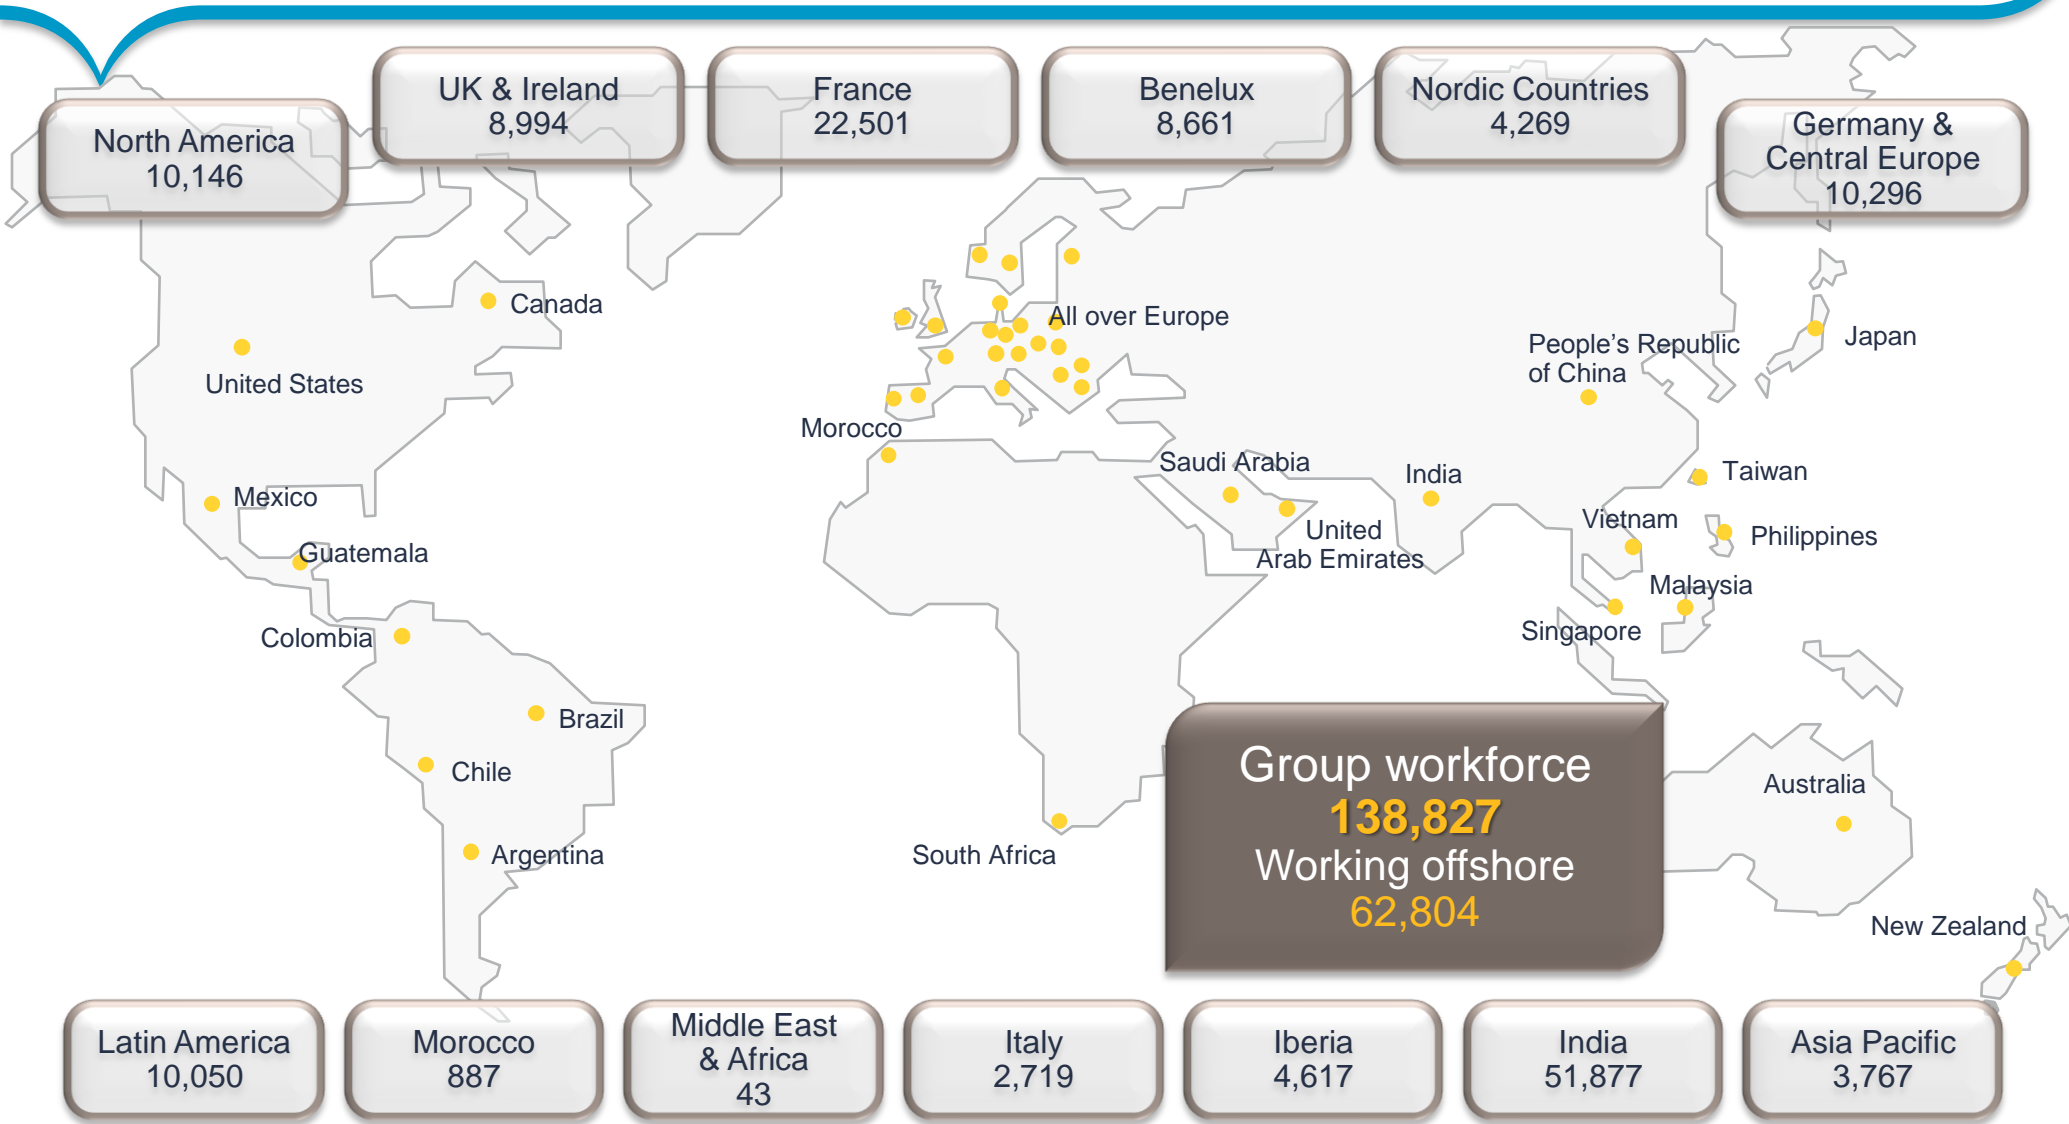 UK & Ireland
8,994
France
22,501
Benelux
8,661
Nordic Countries
4,269
North America
10,146
Germany &
Central Europe
10,296
Canada
United States
Mexico
Guatemala
Colombia
Brazil
Chile
Argentina
All over Europe
Morocco
Saudi Arabia
United
Arab Emirates
India
People's Republic
of China
Japan
Taiwan
Vietnam
Philippines
Malaysia
Singapore
South Africa
Australia
New Zealand
Group workforce
138,827
Working offshore
62,804
Latin America
10,050
Morocco
887
Middle East
& Africa
43
Italy
2,719
Iberia
4,617
India
51,877
Asia Pacific
3,767